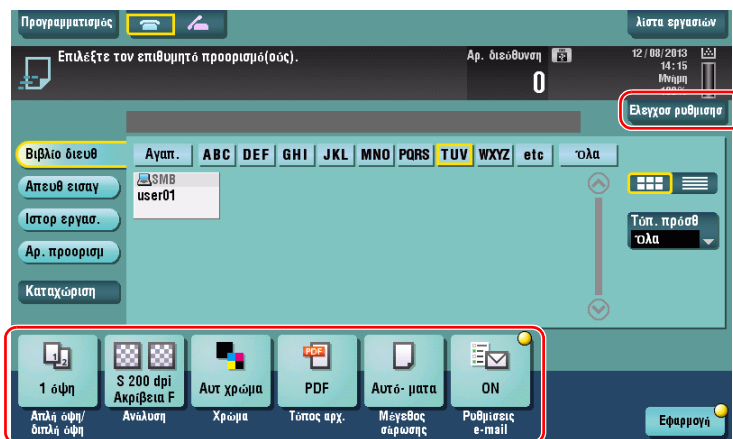 Προγραμματισμός
λίστα εργασιών
Επιλέξτε τον επιθυμητό προορισμό(ούς).
Αρ. διεύθυνση
0
12/08/2013
14:15
Μνήμη
100%
Ελεγχοσ ρυθμισησ
Βιβλίο διευθ
Αγαπ. ABC DEF GHI JKL MNO PQRS TUV WXYZ etc Όλα
Απευθ εισαγ
SMB
user01
Ιστορ εργασ.
Τύπ. πρόσθ
Όλα
Αρ. προορισμ
Καταχώριση
1 όψη
S 200 dpi
Ακρίβεια F
Αυτ χρώμα
PDF
Αυτό- ματα
ON
Απλή όψη/
διπλή όψη
Ανάλυση
Χρώμα
Τύπος αρχ.
Μέγεθος
σάρωσης
Ρυθμίσεις
e-mail
Εφαρμογή